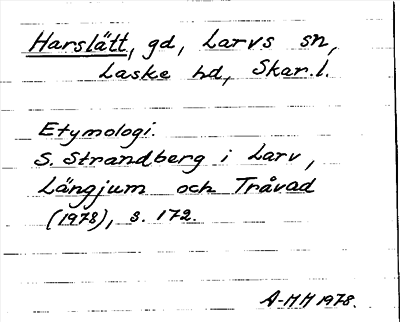 Harslätt, gd, Larvs sn,
Laske hd, Skar.l.
Etymologi.
S. Strandberg i Larv,
Längjum och Tråvad
(1978), s. 172.
A-MH 1978.